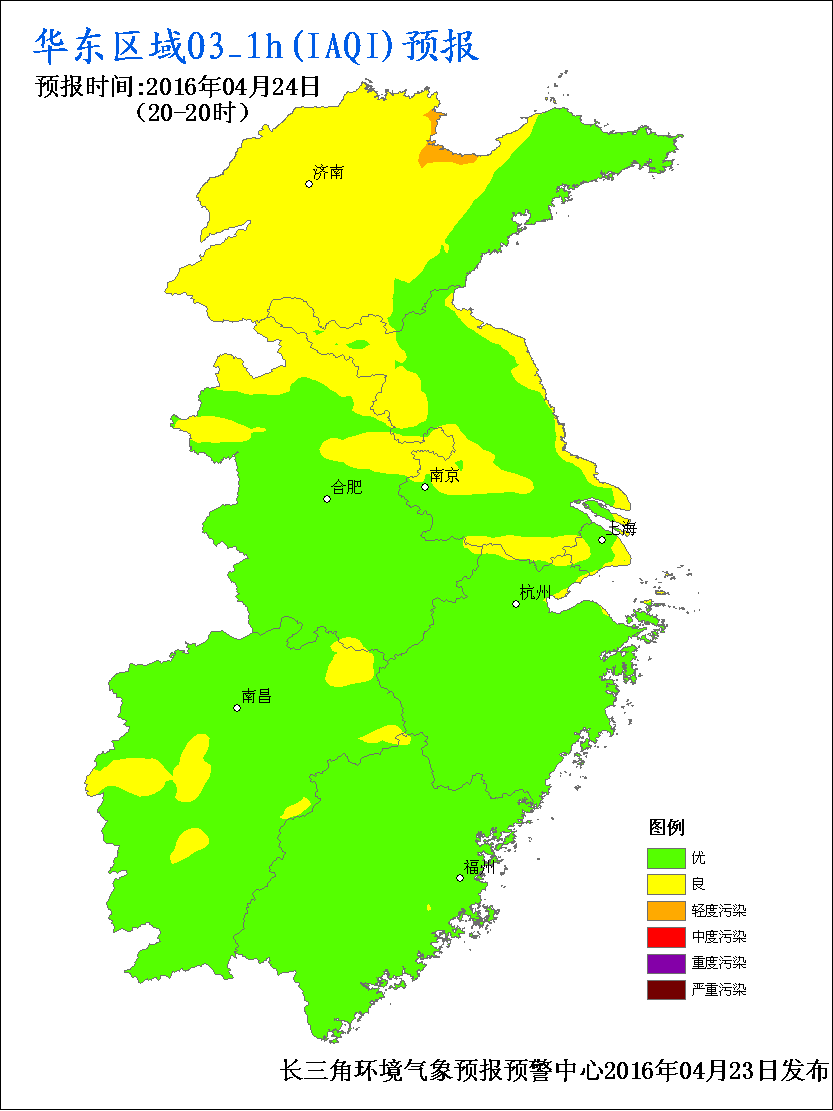 华东区域O3_1h(IAQI)预报
预报时间:2016年04月24日
(20-20时)
济南
南京
合肥
上海
杭州
南昌
福州
图例
优
良
轻度污染
中度污染
重度污染
严重污染
长三角环境气象预报预警中心2016年04月23日发布